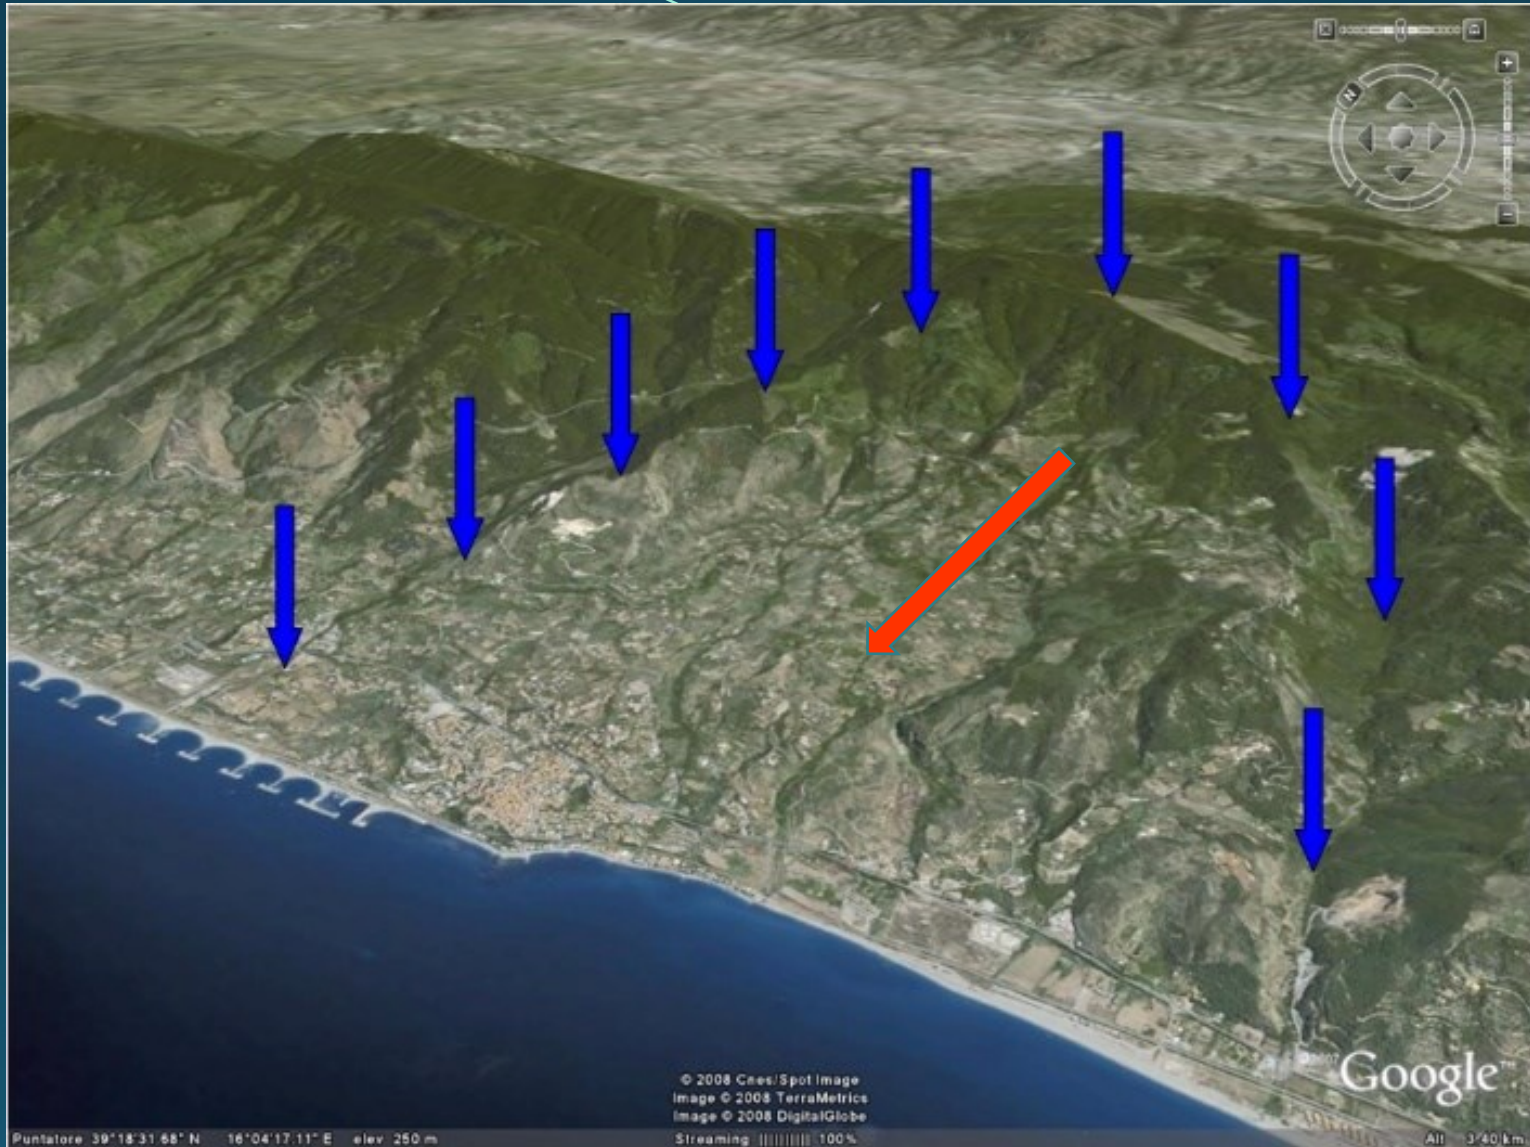 N
Google™
© 2008 Cnes/Spot Image
Image © 2008 TerraMetrics
Image © 2008 DigitalGlobe
Puntatore 39°18'31.68" N 16°04'17.11" E elev 250 m Streaming |||||||||| 100% Alt 3.40 km